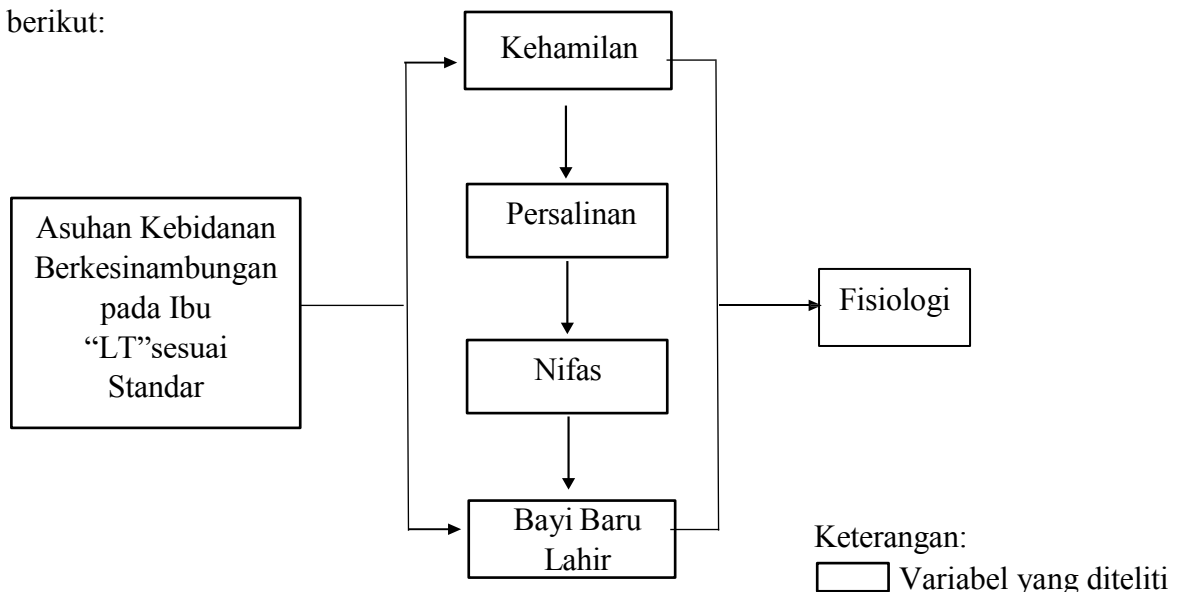 berikut:
Kehamilan
Persalinan
Asuhan Kebidanan
Berkesinambungan
pada Ibu
“LT”sesuai
Standar
Fisiologi
Nifas
Bayi Baru
Lahir
Keterangan:
Variabel yang diteliti